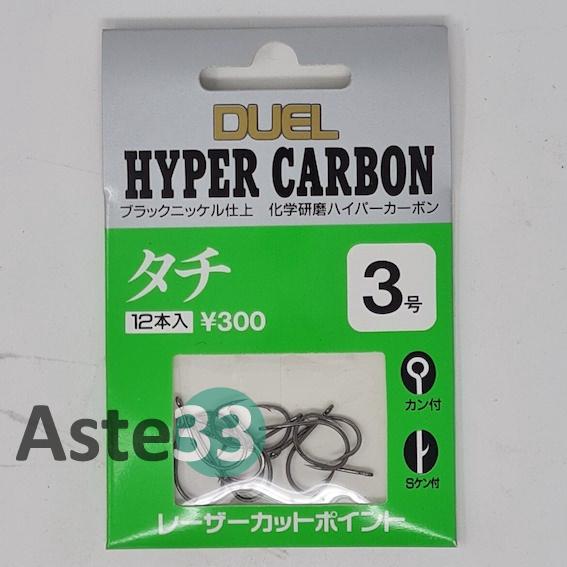 DUEL
HYPER CARBON
ブラックニッケル仕上 化学研磨ハイパーカーボン
タチ
3号
12本入 ¥300
カン付
Aste33
Sケン付
レーザーカットポイント